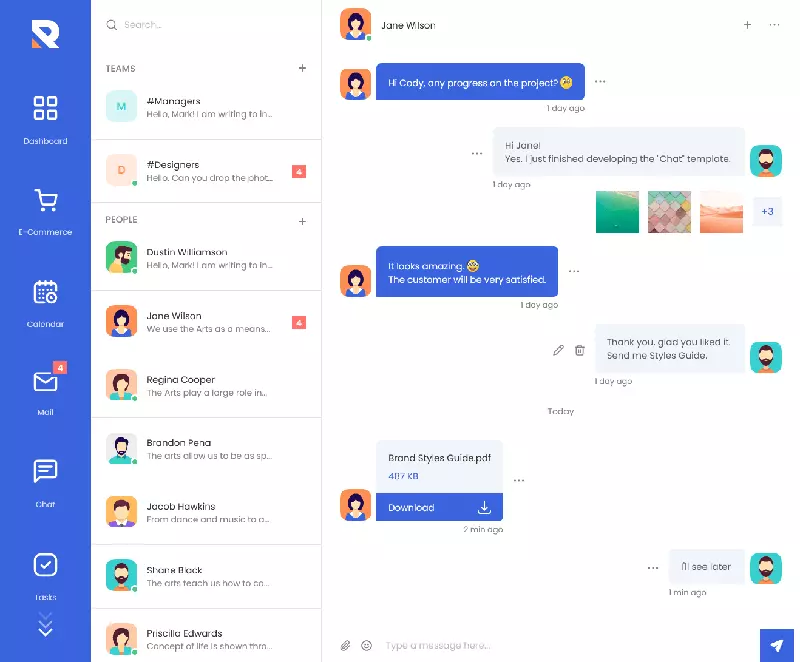 Dashboard
E-Commerce
Calendar
4
Mail
Chat
Tasks
Search...
TEAMS
+
M
#Managers
Hello, Mark! I am writing to in...
D
#Designers
Hello. Can you drop the phot...
4
PEOPLE
+
Dustin Williamson
Hello, Mark! I am writing to in...
Jane Wilson
We use the Arts as a means...
4
Regina Cooper
The Arts play a large role in...
Brandon Pena
The arts allow us to be as sp...
Jacob Hawkins
From dance and music to a...
Shane Black
The arts teach us how to co...
Priscilla Edwards
Concept of life is shown thro...
Jane Wilson
+ ...
Hi Cody, any progress on the project? 🧐
...
1 day ago
Hi Jane!
Yes. I just finished developing the "Chat" template.
...
1 day ago
+3
It looks amazing. 🤩
The customer will be very satisfied.
...
1 day ago
Thank you, glad you liked it.
Send me Styles Guide.
1 day ago
Today
Brand Styles Guide.pdf
487 KB
Download
...
2 min ago
... I'll see later
1 min ago
Type a message here...